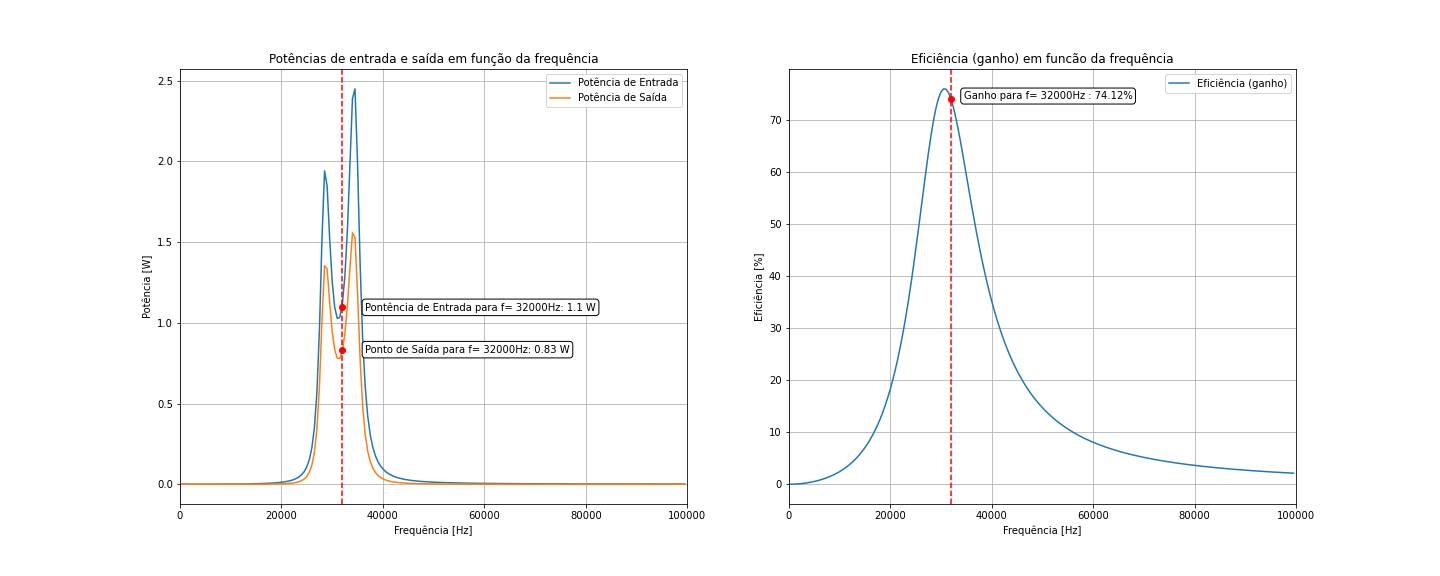 Potências de entrada e saída em função da frequência
Potência de Entrada
Potência de Saída
2.5
2.0
1.5
1.0
0.5
0.0
Potência [W]
Pontência de Entrada para f= 32000Hz: 1.1 W
Ponto de Saída para f= 32000Hz: 0.83 W
0
20000
40000
60000
80000
100000
Frequência [Hz]
Eficiência (ganho) em funcão da frequência
Eficiência (ganho)
Ganho para f= 32000Hz : 74.12%
70
60
50
40
30
20
10
0
Eficiência [%]
0
20000
40000
60000
80000
100000
Frequência [Hz]